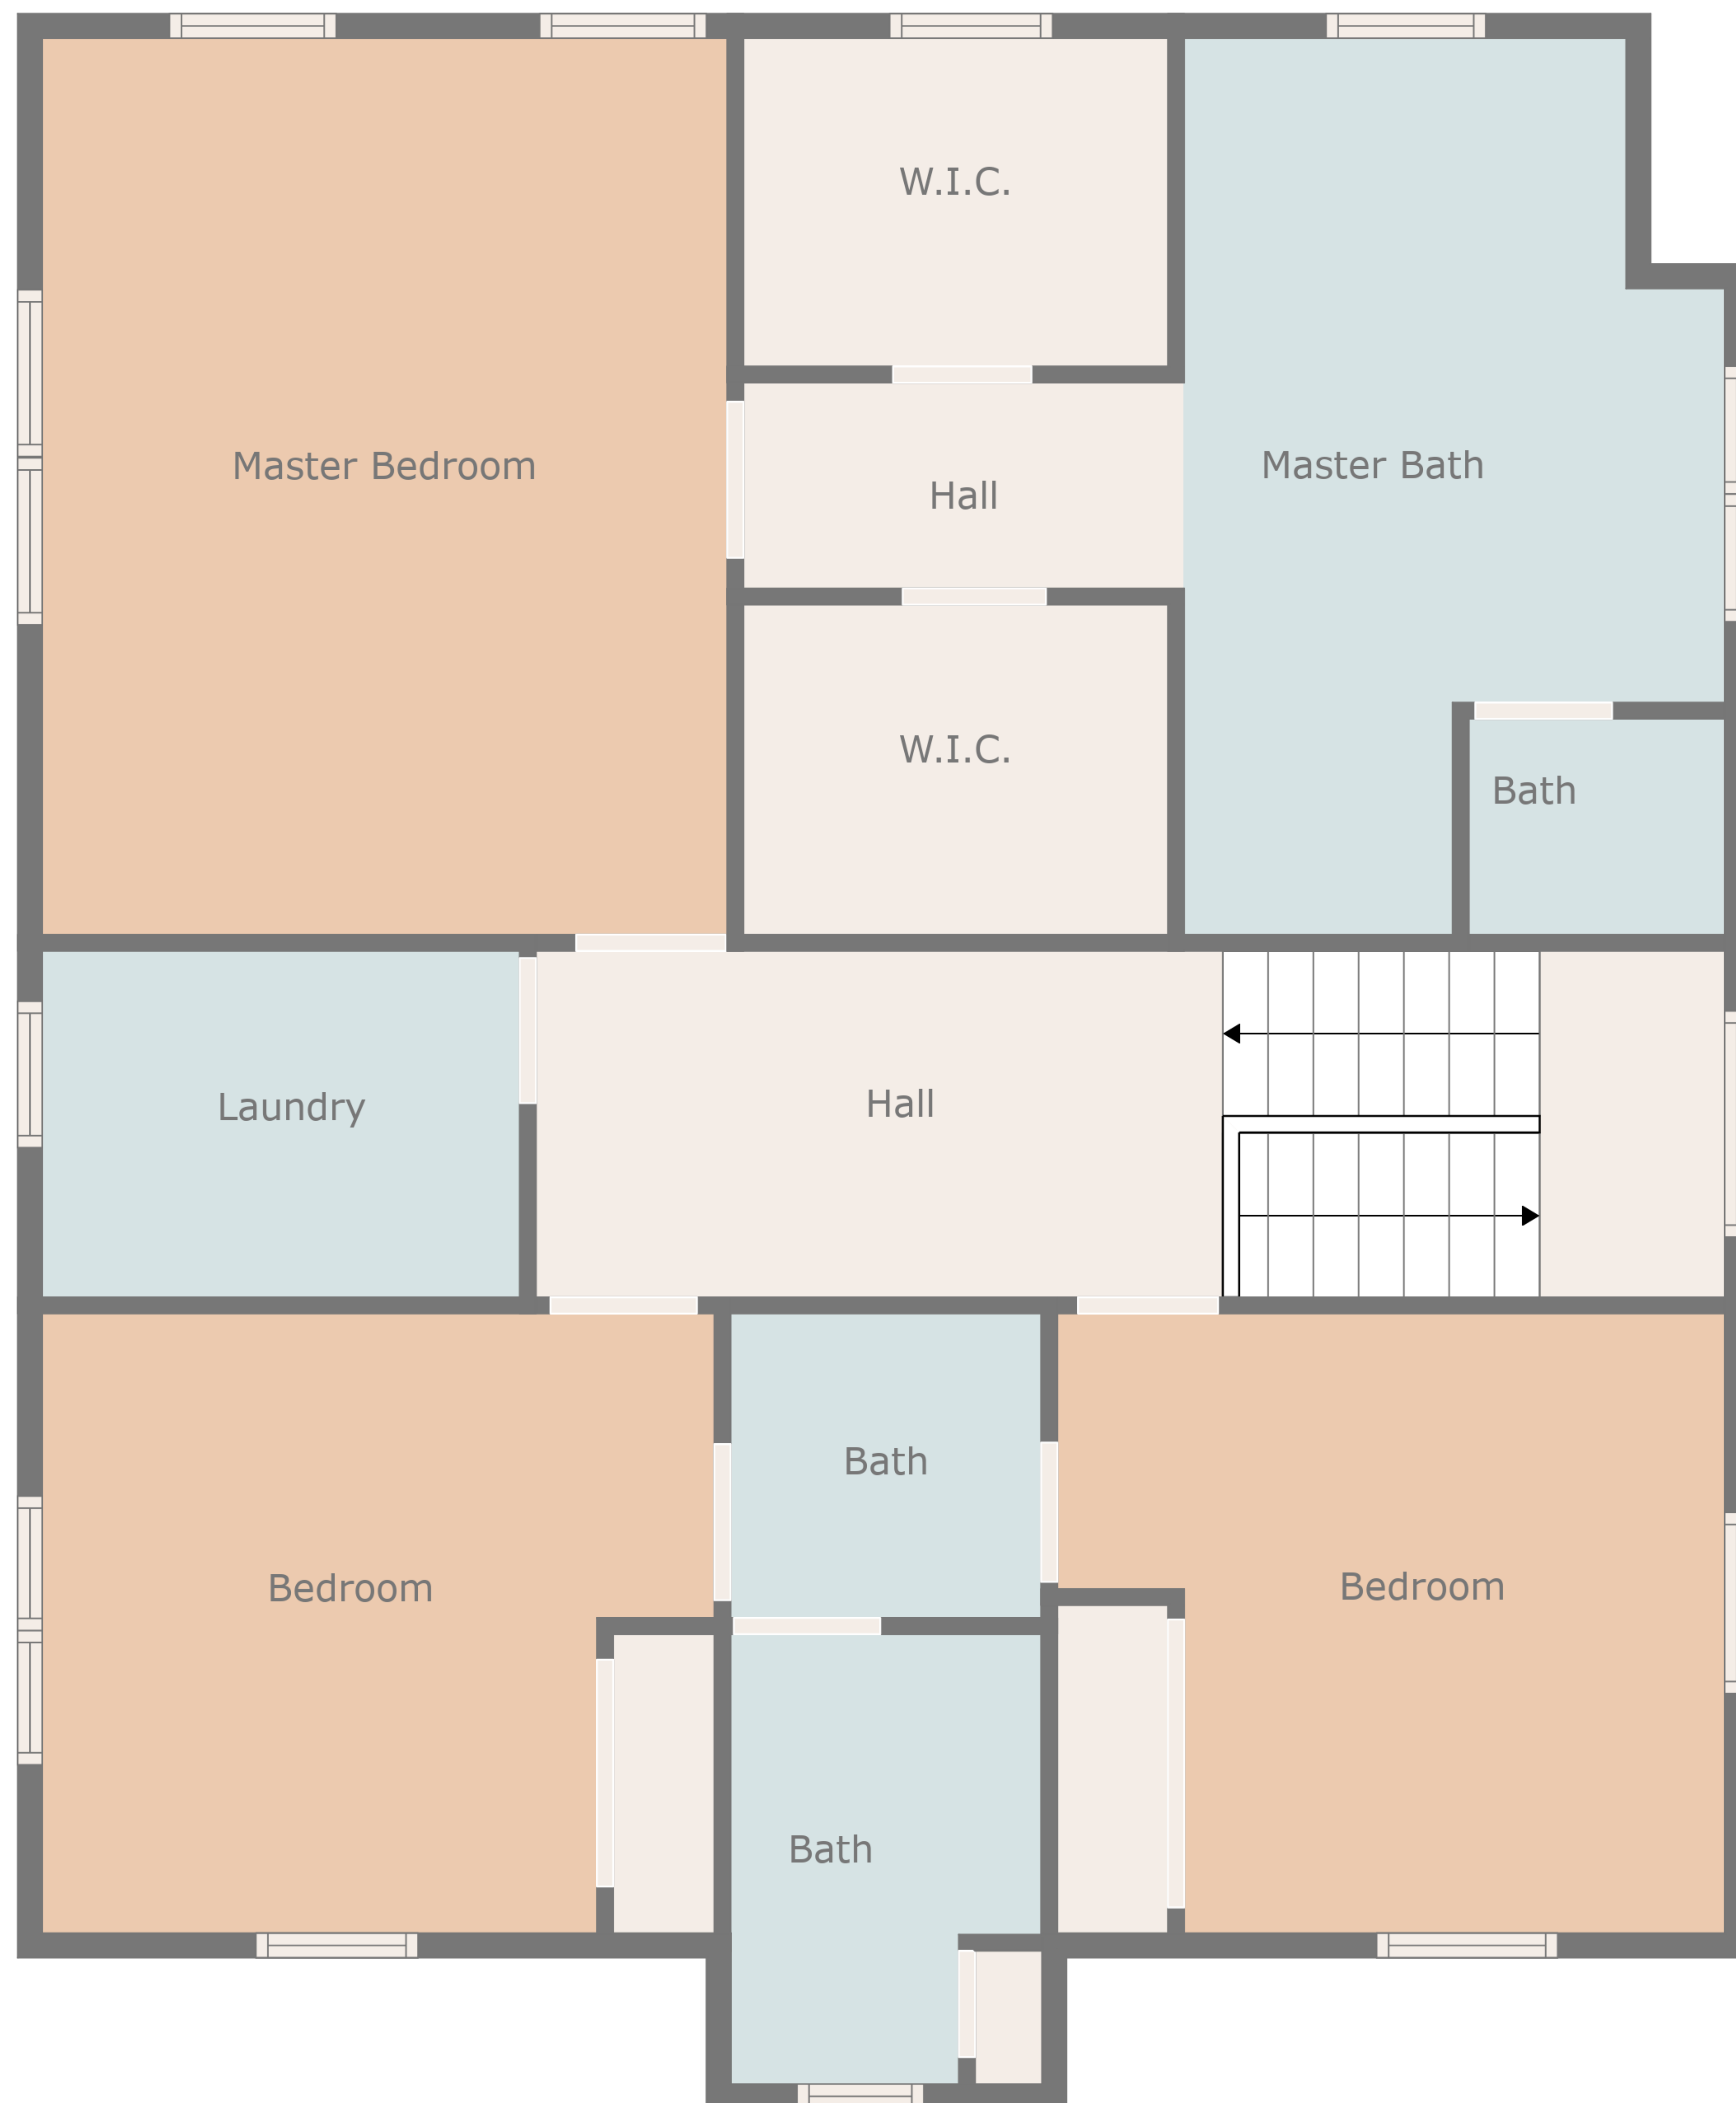 W.I.C.
Master Bedroom
Master Bath
Hall
W.I.C.
Bath
Hall
Laundry
Bath
Bedroom
Bedroom
Bath